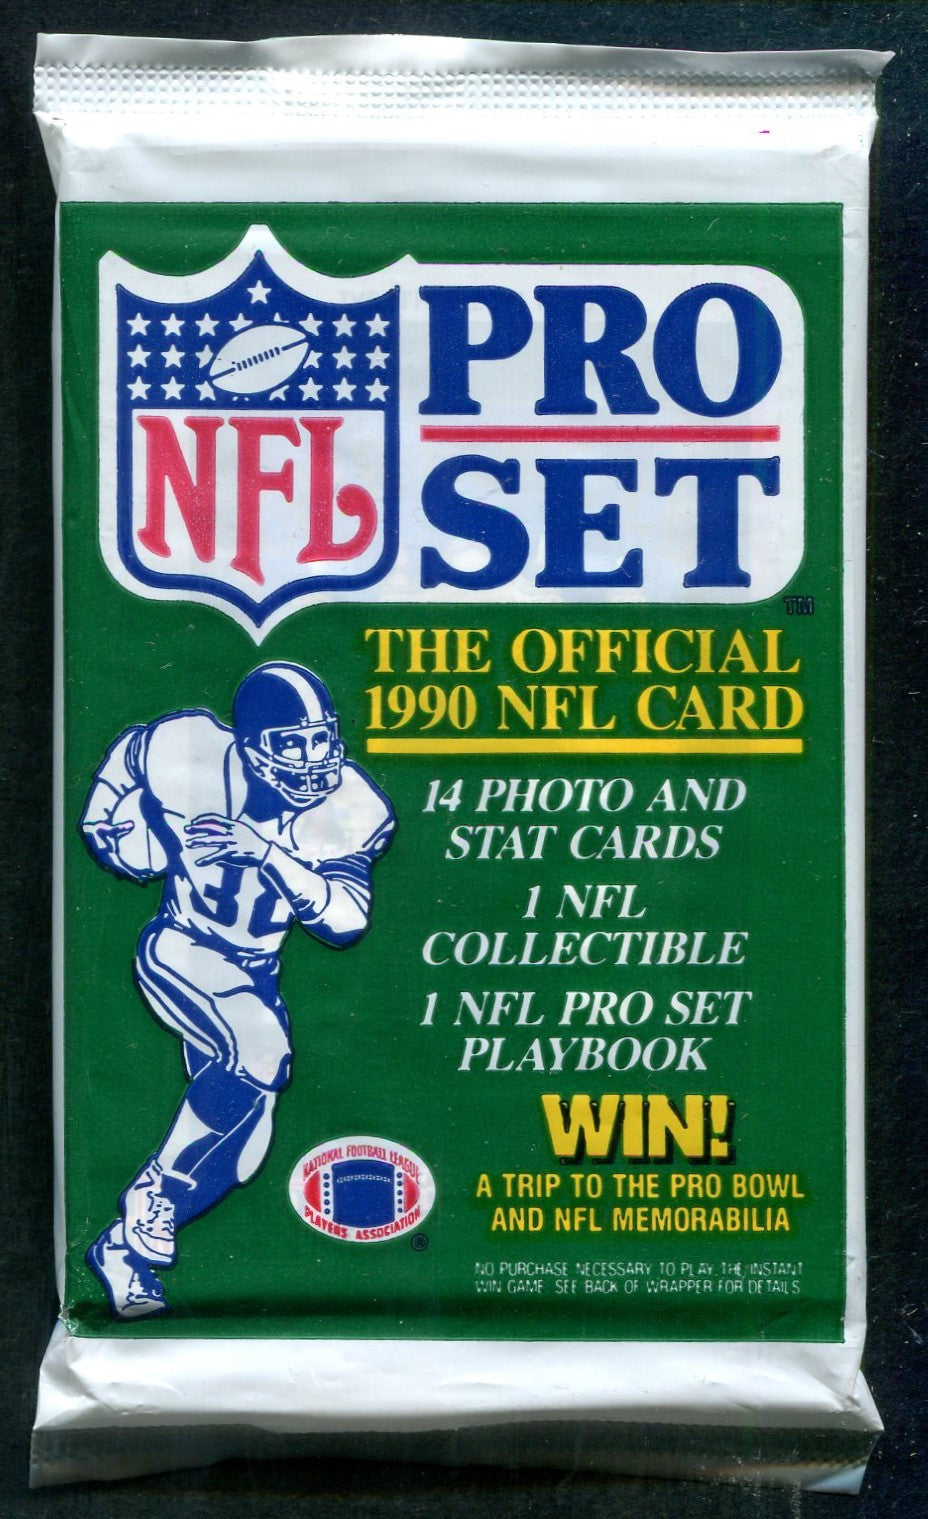 NFL
PRO
SET
TM
THE OFFICIAL
1990 NFL CARD
14 PHOTO AND
STAT CARDS
1 NFL
COLLECTIBLE
1 NFL PRO SET
PLAYBOOK
WIN!
A TRIP TO THE PRO BOWL
AND NFL MEMORABILIA
NO PURCHASE NECESSARY TO PLAY THE INSTANT
WIN GAME. SEE BACK OF WRAPPER FOR DETAILS
NATIONAL FOOTBALL LEAGUE
PLAYERS ASSOCIATION
®